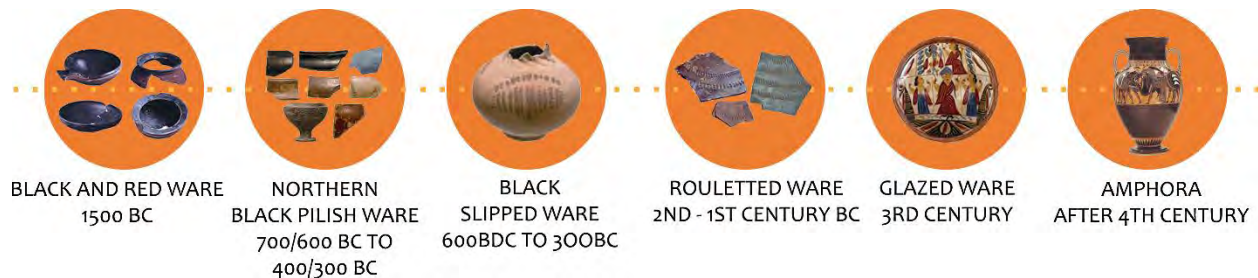 BLACK AND RED WARE
1500 BC
NORTHERN
BLACK PILISH WARE
700/600 BC TO
400/300 BC
BLACK
SLIPPED WARE
600BDC TO 300BC
ROULETTED WARE
2ND - 1ST CENTURY BC
GLAZED WARE
3RD CENTURY
AMPHORA
AFTER 4TH CENTURY